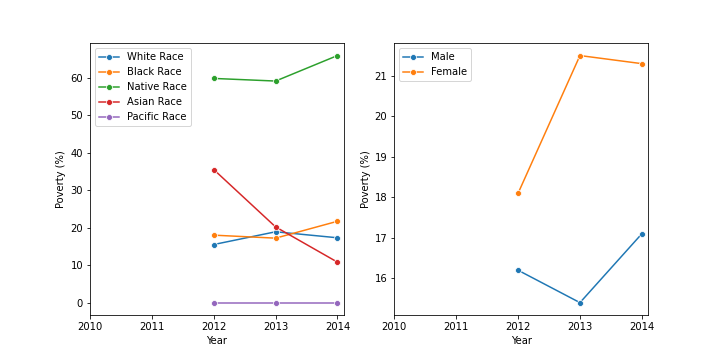 White Race
Black Race
Native Race
Asian Race
Pacific Race
Poverty (%)
60
50
40
30
20
10
0
2010 2011 2012 2013 2014
Year
Male
Female
Poverty (%)
21
20
19
18
17
16
2010 2011 2012 2013 2014
Year